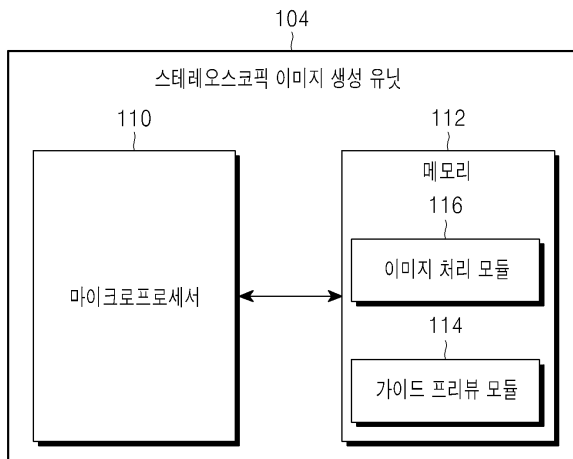 104
스테레오스코픽 이미지 생성 유닛
110
112
메모리
116
이미지 처리 모듈
마이크로프로세서
114
가이드 프리뷰 모듈